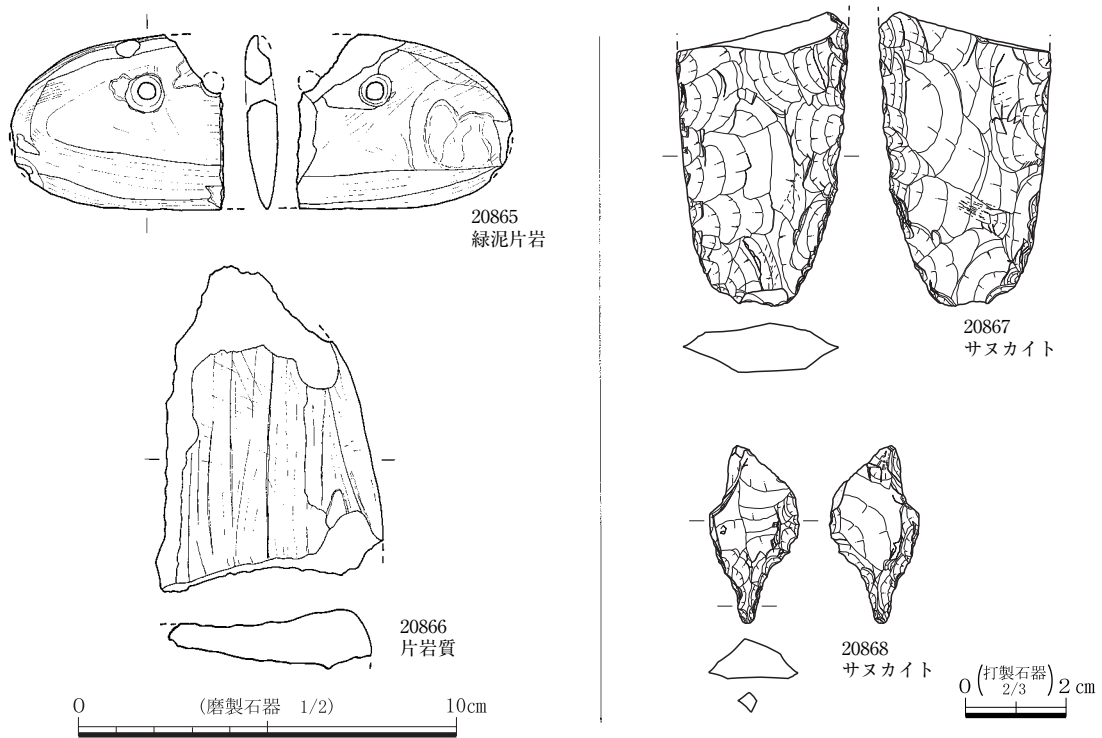 20865
緑泥片岩
20866
片岩質
0 (磨製石器 1/2) 10cm
20867
サヌカイト
20868
サヌカイト
0 (打製石器 2/3) 2 cm